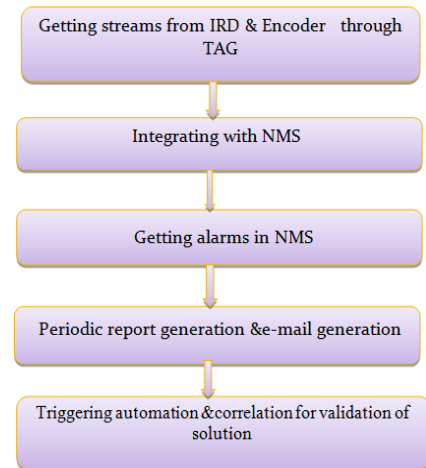 Getting streams from IRD & Encoder through
TAG
Integrating with NMS
Getting alarms in NMS
Periodic report generation &e-mail generation
Triggering automation &correlation for validation of
solution